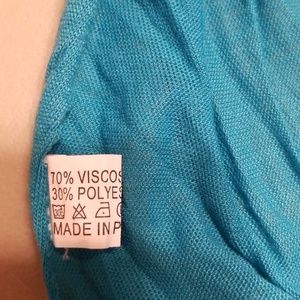 70% VISCOS
30% POLYES
MADE IN P